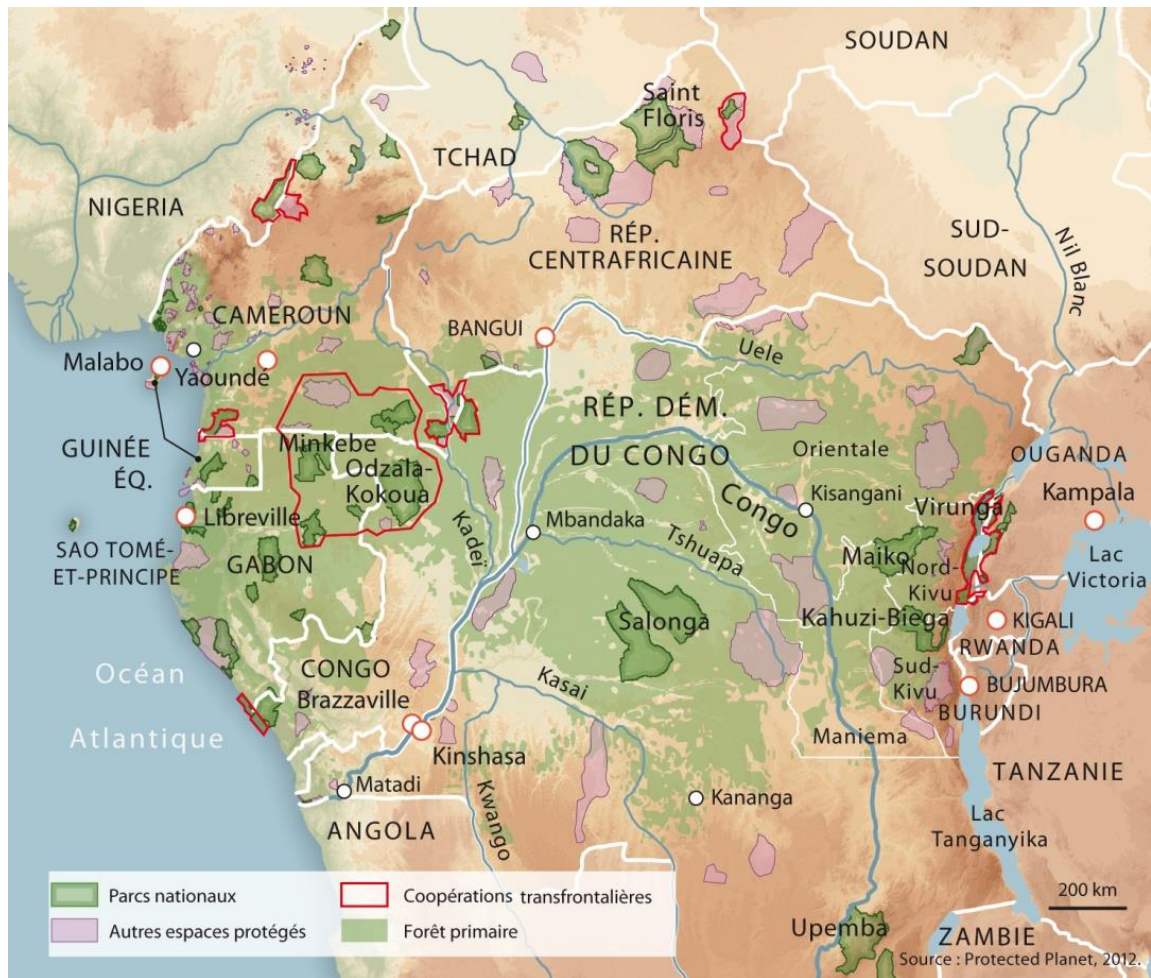 SOUDAN
Saint
Floris
TCHAD
NIGERIA
RÉP.
CENTRAFRICAINE
SUD-
SOUDAN
Nil Blanc
CAMEROUN
BANGUI
Malabo
Yaoundé
Uele
RÉP. DÉM.
DU CONGO
GUINÉE
ÉQ.
Minkebe
Odzala-
Kokoua
Orientale
OUGANDA
Congo
Kisangani
Virunga
Kampala
Libreville
Kadeï
Mbandaka
Tshuapa
SAO TOMÉ-
ET-PRINCIPE
GABON
Maiko
Nord-
Kivu
Lac
Victoria
Salonga
Kahuzi-Biega
KIGALI
RWANDA
Océan
Atlantique
CONGO
Brazzaville
Kasai
Sud-
Kivu
BUJUMBURA
BURUNDI
Kinshasa
Maniema
Matadi
Kwango
Kananga
TANZANIE
ANGOLA
Lac
Tanganyika
Parcs nationaux
Coopérations transfrontalières
Autres espaces protégés
Forêt primaire
200 km
Upemba
ZAMBIE
Source : Protected Planet, 2012.